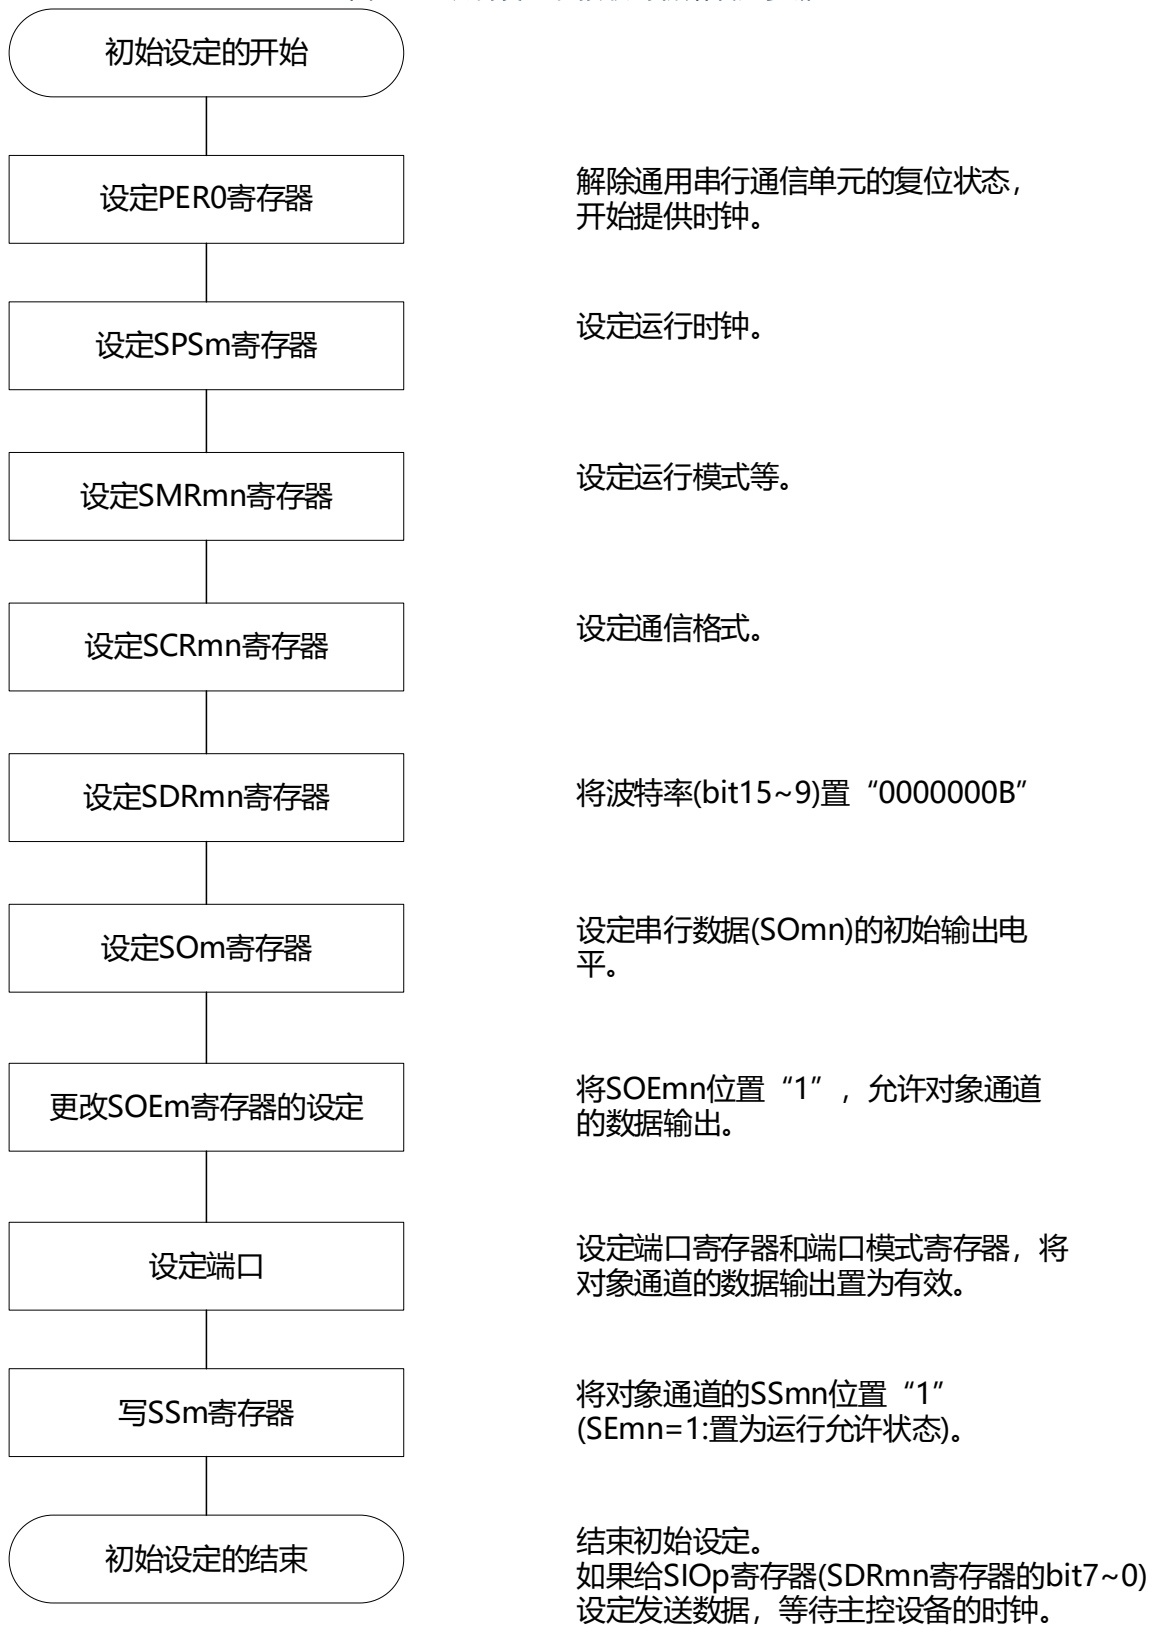 初始设定的开始
设定PER0寄存器
解除通用串行通信单元的复位状态，
开始提供时钟。
设定SPSm寄存器
设定运行时钟。
设定SMRmn寄存器
设定运行模式等。
设定SCRmn寄存器
设定通信格式。
设定SDRmn寄存器
将波特率(bit15~9)置“0000000B”
设定SOm寄存器
设定串行数据(SOmn)的初始输出电
平。
更改SOEm寄存器的设定
将SOEmn位置“1”，允许对象通道
的数据输出。
设定端口
设定端口寄存器和端口模式寄存器，将
对象通道的数据输出置为有效。
写SSm寄存器
将对象通道的SSmn位置“1”
(SEmn=1:置为运行允许状态)。
初始设定的结束
结束初始设定。
如果给SIOp寄存器(SDRmn寄存器的bit7~0)
设定发送数据，等待主控设备的时钟。